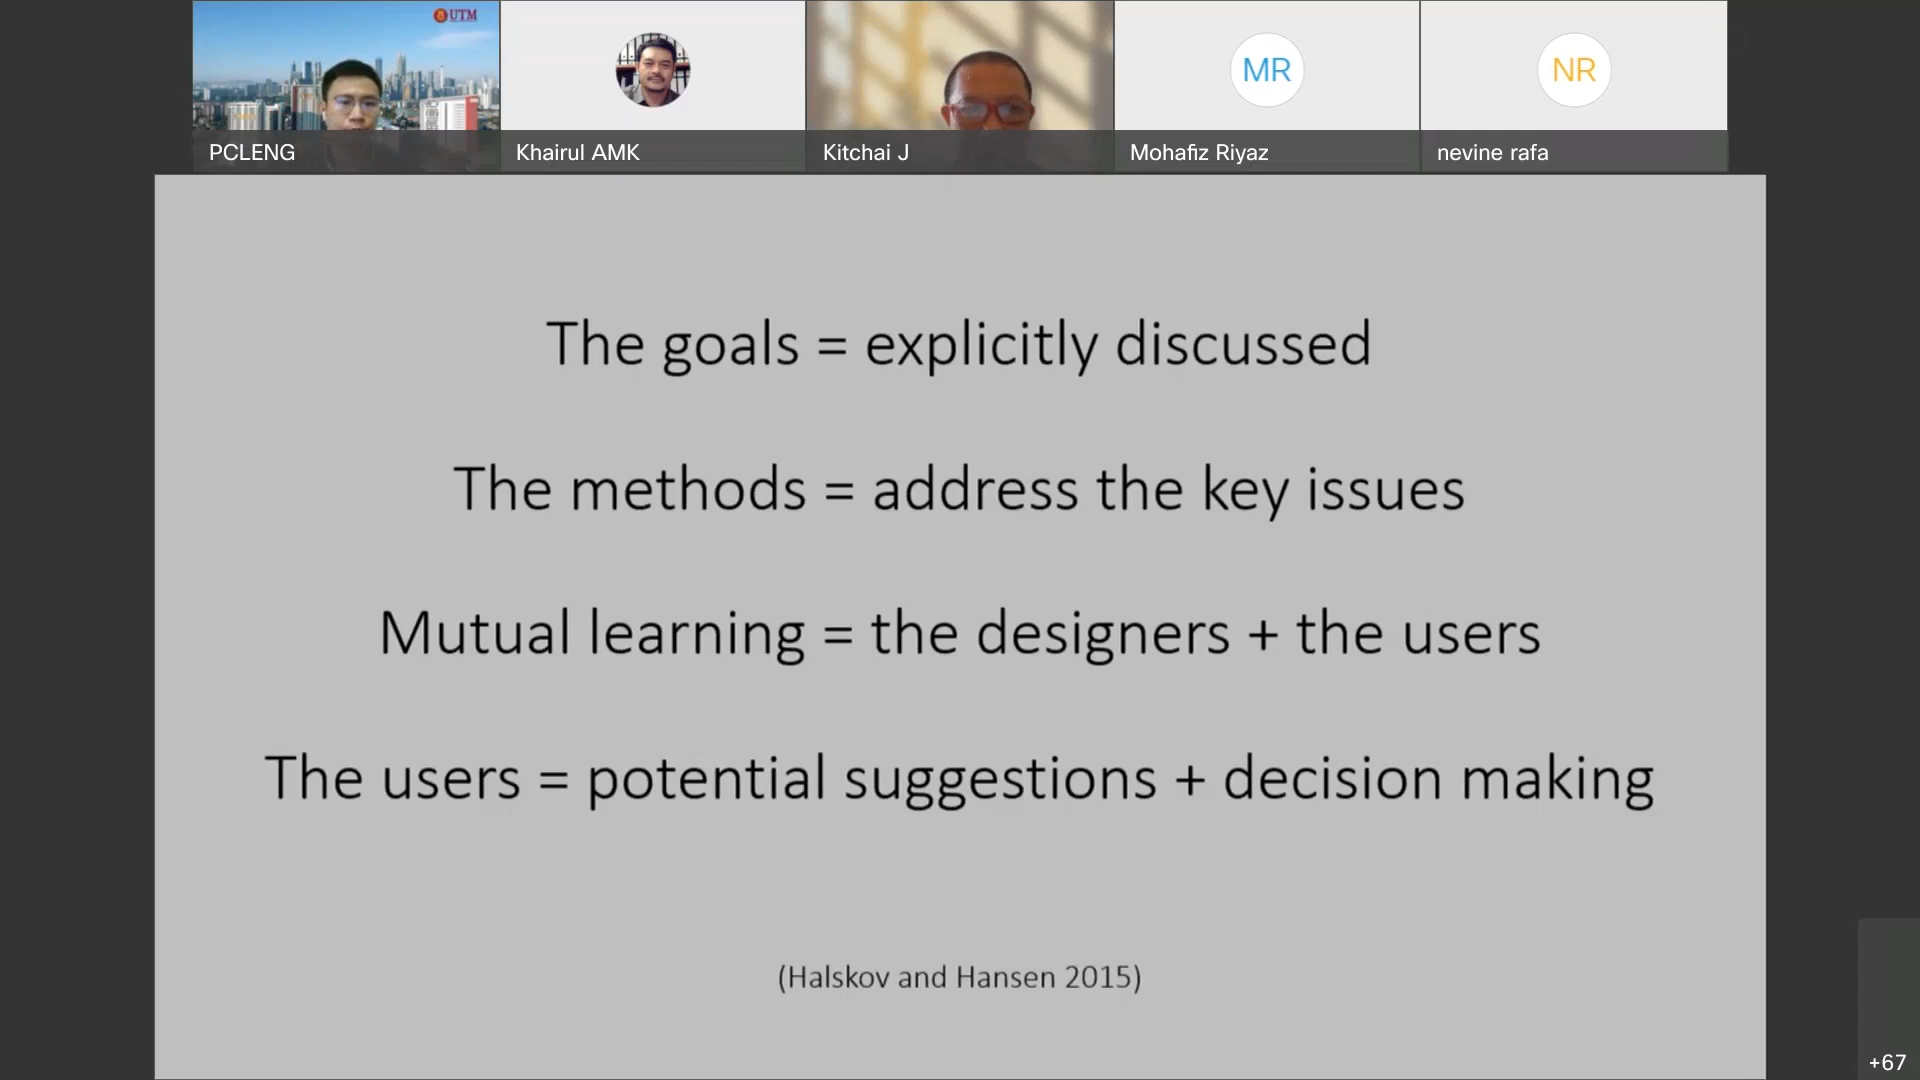 UTM
PCLENG
Khairul AMK
Kitchai J
MR
Mohafiz Riyaz
NR
nevine rafa
The goals = explicitly discussed
The methods = address the key issues
Mutual learning = the designers + the users
The users = potential suggestions + decision making
(Halskov and Hansen 2015)
+67